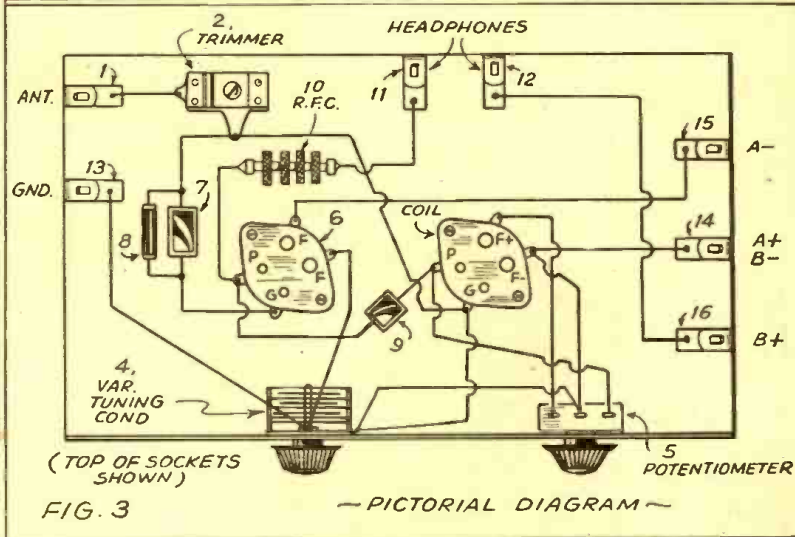 2,
TRIMMER
HEADPHONES
1
ANT.
10
R.F.C.
11
12
15
A-
13
GND.
7
8
6
P
F
F
G
COIL
P
F+
F-
G
14
A+
B-
9
16
B+
4,
VAR.
TUNING
COND
5
POTENTIOMETER
(TOP OF SOCKETS
SHOWN)
FIG. 3
~PICTORIAL DIAGRAM~